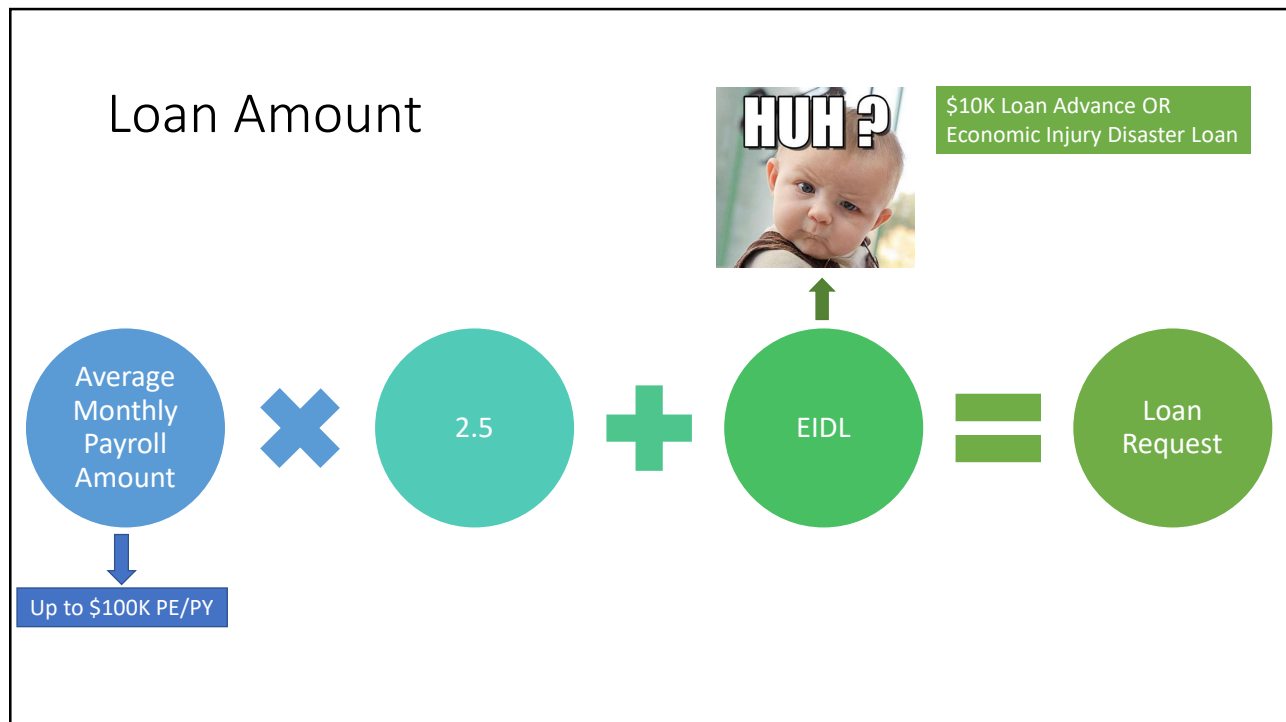 Loan Amount
HUH ?
$10K Loan Advance OR
Economic Injury Disaster Loan
Average
Monthly
Payroll
Amount
2.5
EIDL
Loan
Request
Up to $100K PE/PY